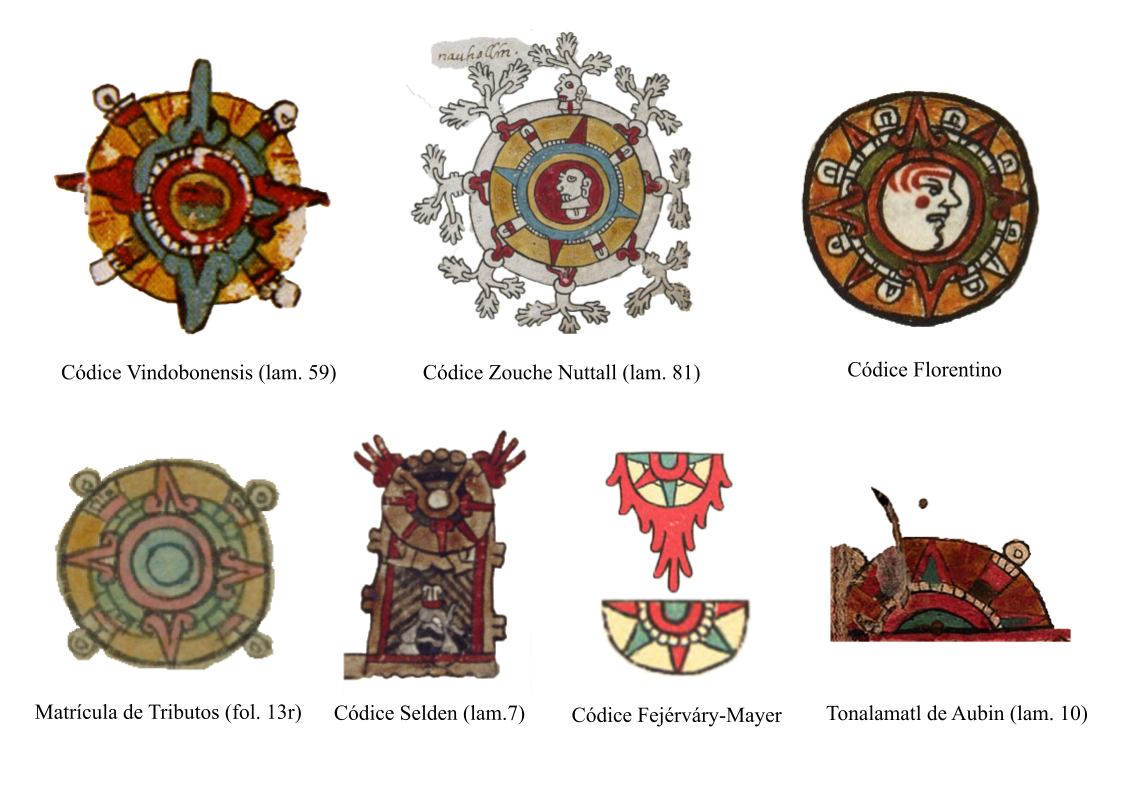 Códice Vindobonensis (lam. 59)
Códice Zouche Nuttall (lam. 81)
Códice Florentino
Matrícula de Tributos (fol. 13r)
Códice Selden (lam.7)
Códice Fejérváry-Mayer
Tonalamatl de Aubin (lam. 10)